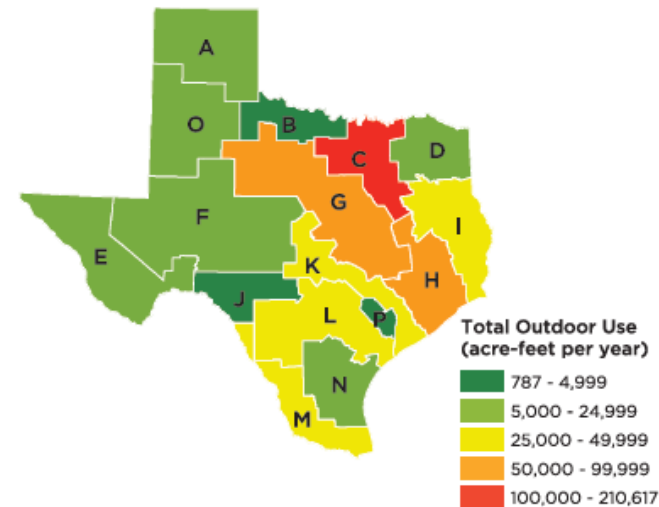 A
O
B
C
D
F
G
I
E
K
H
J
L
P
N
M
Total Outdoor Use
(acre-feet per year)
787 - 4,999
5,000 - 24,999
25,000 - 49,999
50,000 - 99,999
100,000 - 210,617